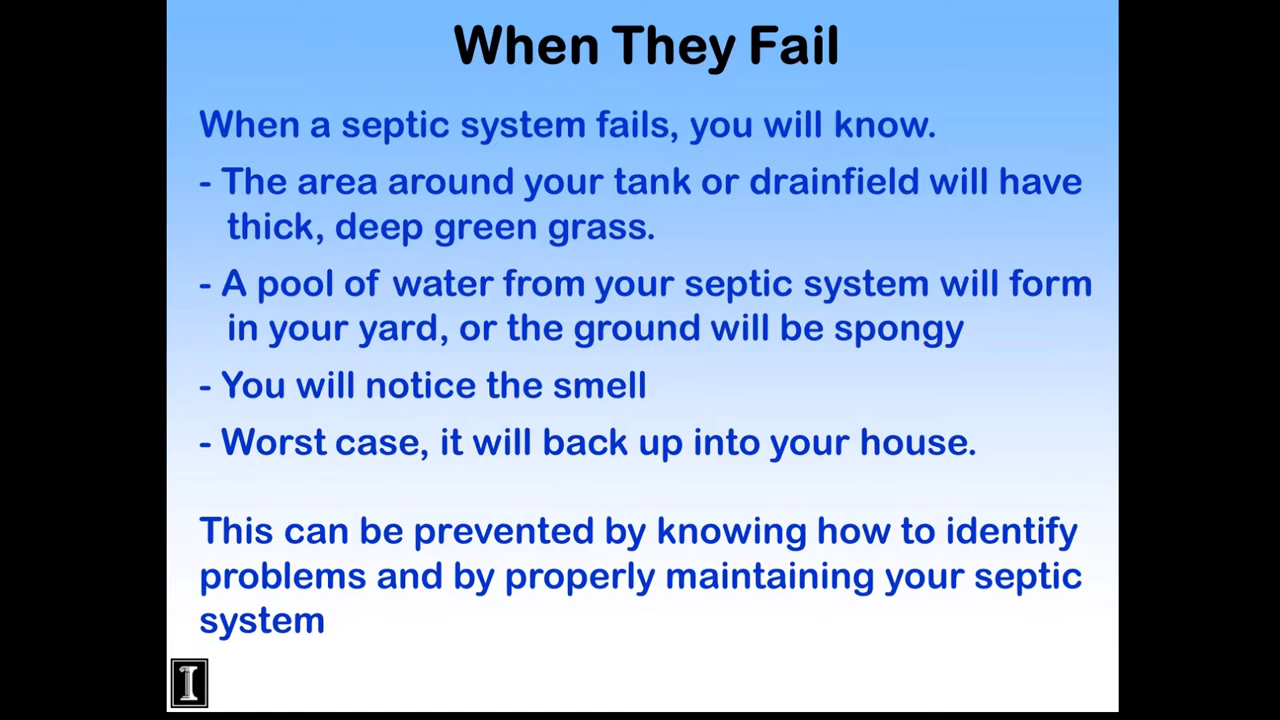 When They Fail
When a septic system fails, you will know.
- The area around your tank or drainfield will have
thick, deep green grass.
- A pool of water from your septic system will form
in your yard, or the ground will be spongy
- You will notice the smell
- Worst case, it will back up into your house.
This can be prevented by knowing how to identify
problems and by properly maintaining your septic
system
I